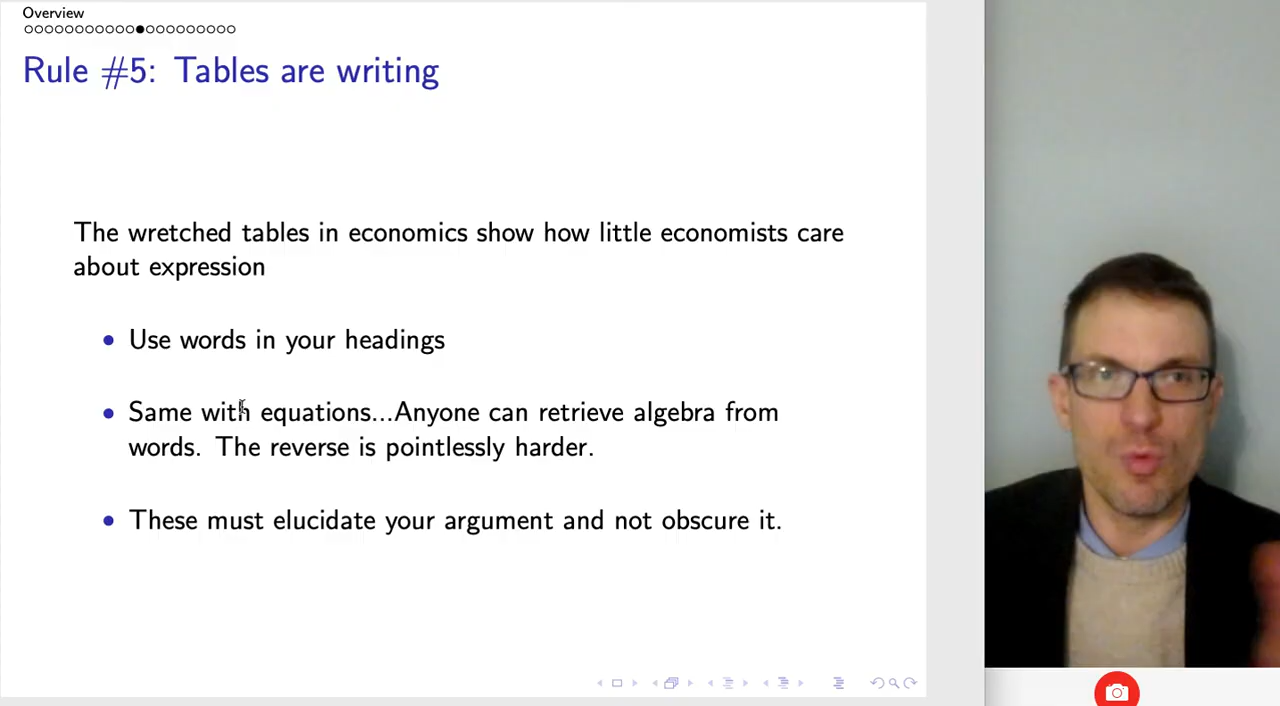 Overview
Rule #5: Tables are writing
The wretched tables in economics show how little economists care
about expression
Use words in your headings
Same with equations...Anyone can retrieve algebra from
words. The reverse is pointlessly harder.
These must elucidate your argument and not obscure it.